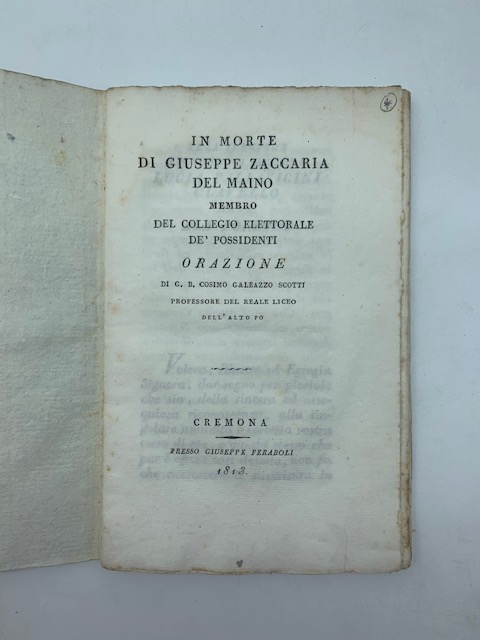 IN MORTE
DI GIUSEPPE ZACCARIA
DEL MAINO
MEMBRO
DEL COLLEGIO ELETTORALE
DE' POSSIDENTI
ORAZIONE
DI G. B. COSIMO GALEAZZO SCOTTI
PROFESSORE DEL REALE LICEO
DELL'ALTO PO
CREMONA
PRESSO GIUSEPPE FERABOLI
1813.